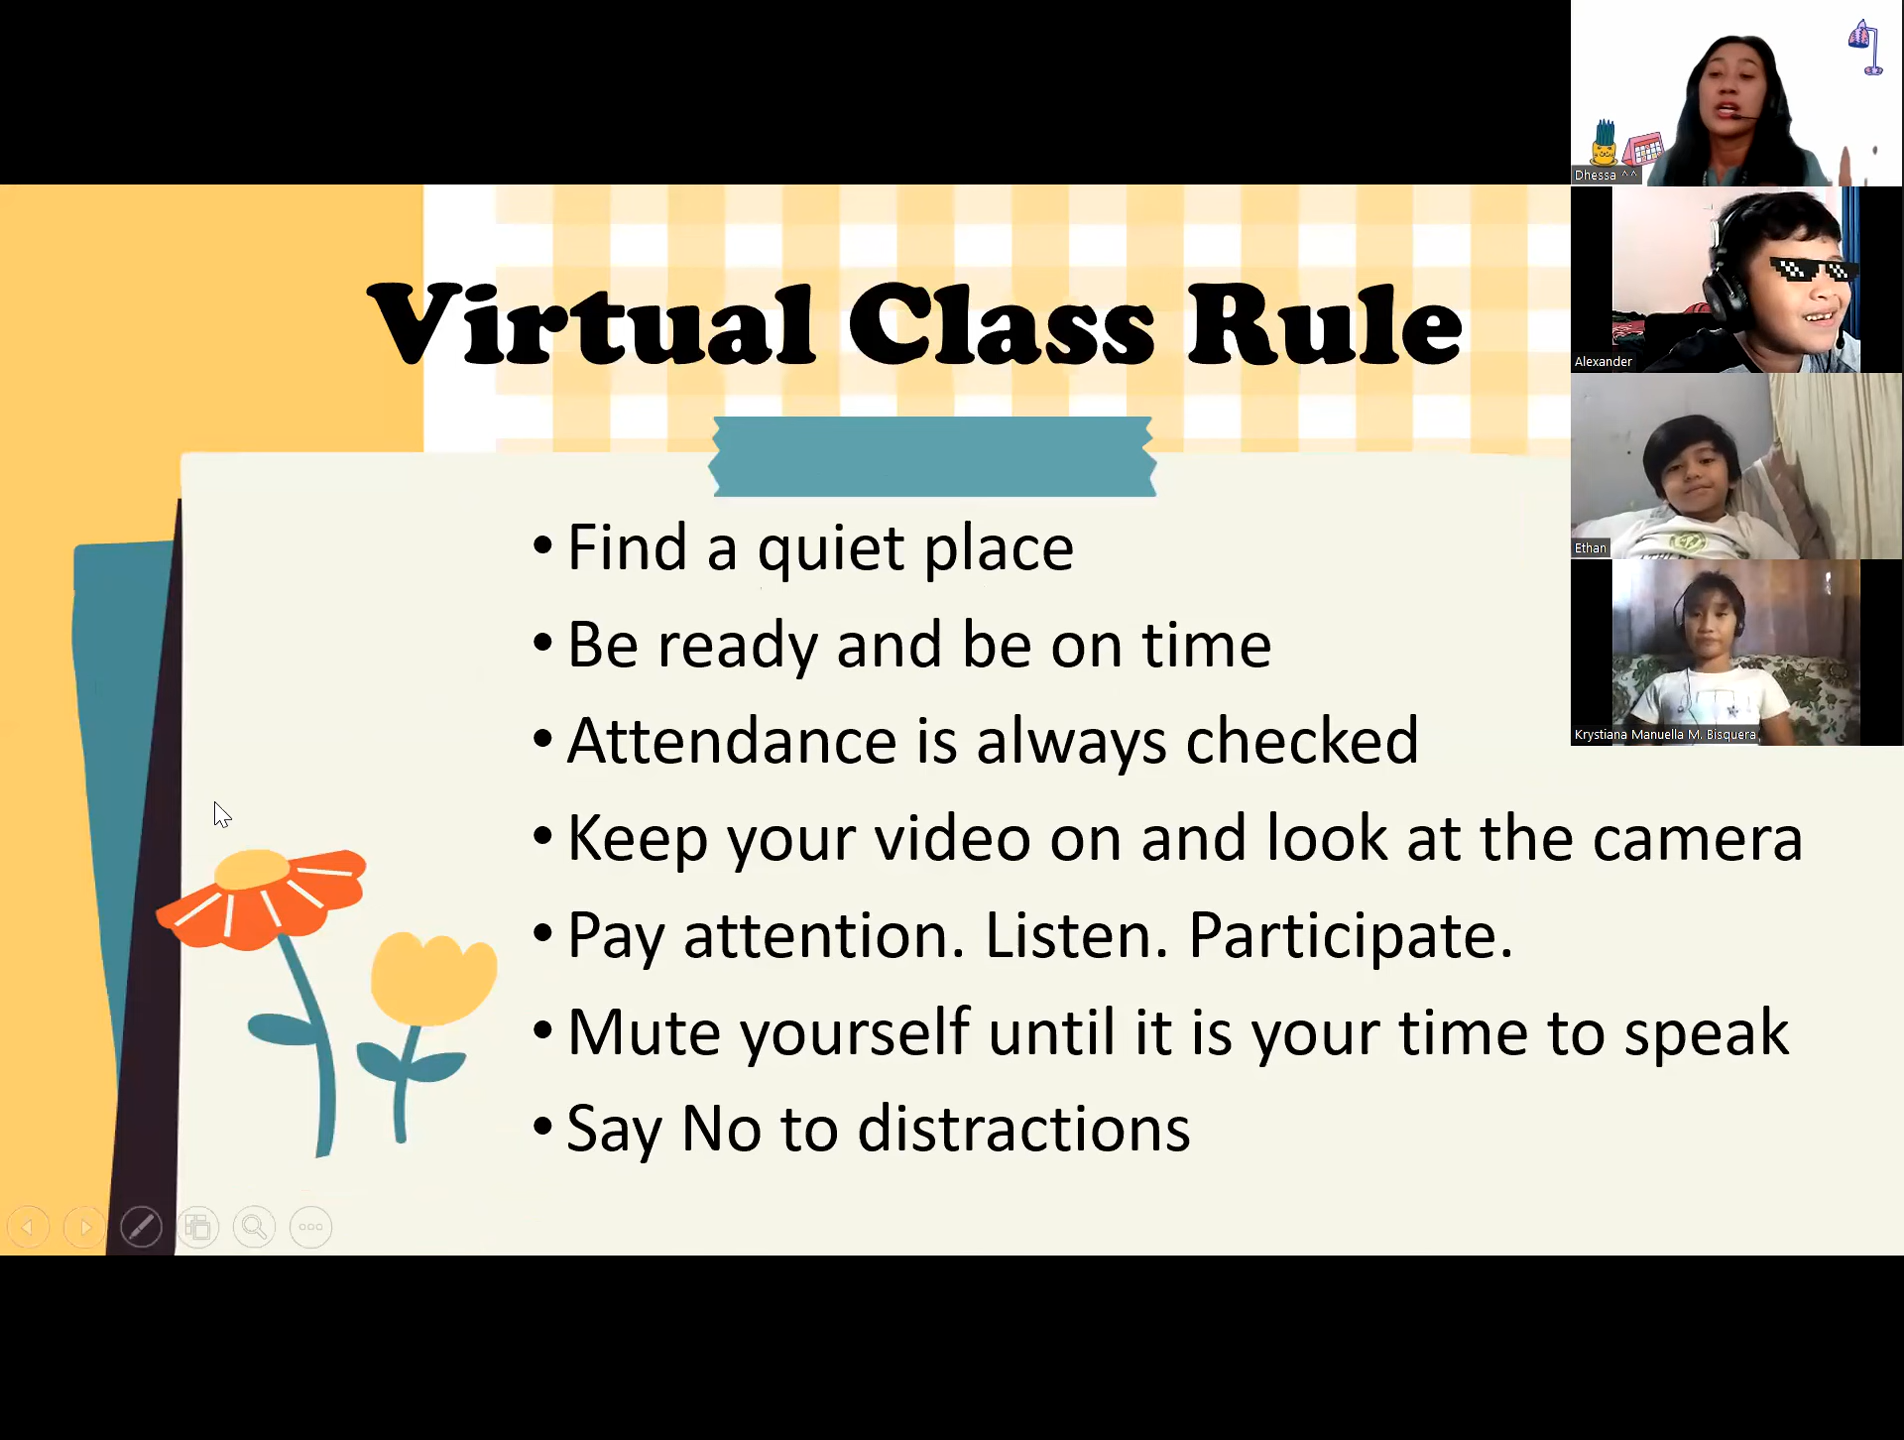 Virtual Class Rule
• Find a quiet place
• Be ready and be on time
• Attendance is always checked
• Keep your video on and look at the camera
• Pay attention. Listen. Participate.
• Mute yourself until it is your time to speak
• Say No to distractions
Dhessa ^^
Alexander
Ethan
Krystiana Manuella M. Bisquera